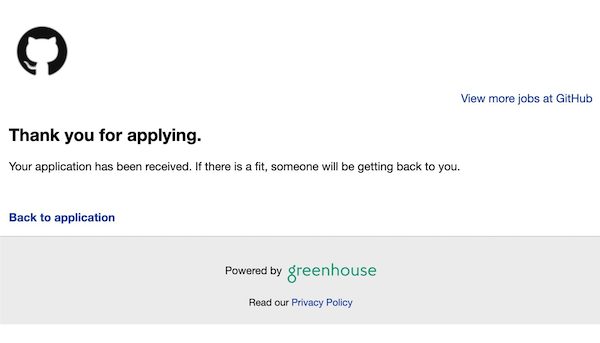 View more jobs at GitHub
Thank you for applying.
Your application has been received. If there is a fit, someone will be getting back to you.
Back to application
Powered by greenhouse
Read our Privacy Policy